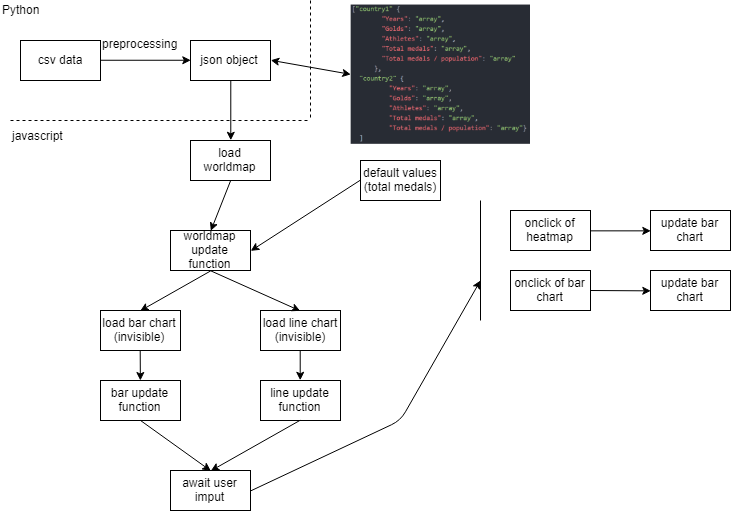 Python
csv data
preprocessing
json object
["country1" {
"Years": "array",
"Golds": "array",
"Athletes": "array",
"Total medals": "array",
"Total medals / population": "array"
},
"country2" {
"Years": "array",
"Golds": "array",
"Athletes": "array",
"Total medals": "array",
"Total medals / population": "array"}
]
javascript
load
worldmap
default values
(total medals)
worldmap
update
function
load bar chart
(invisible)
load line chart
(invisible)
bar update
function
line update
function
await user
imput
onclick of
heatmap
update bar
chart
onclick of bar
chart
update bar
chart